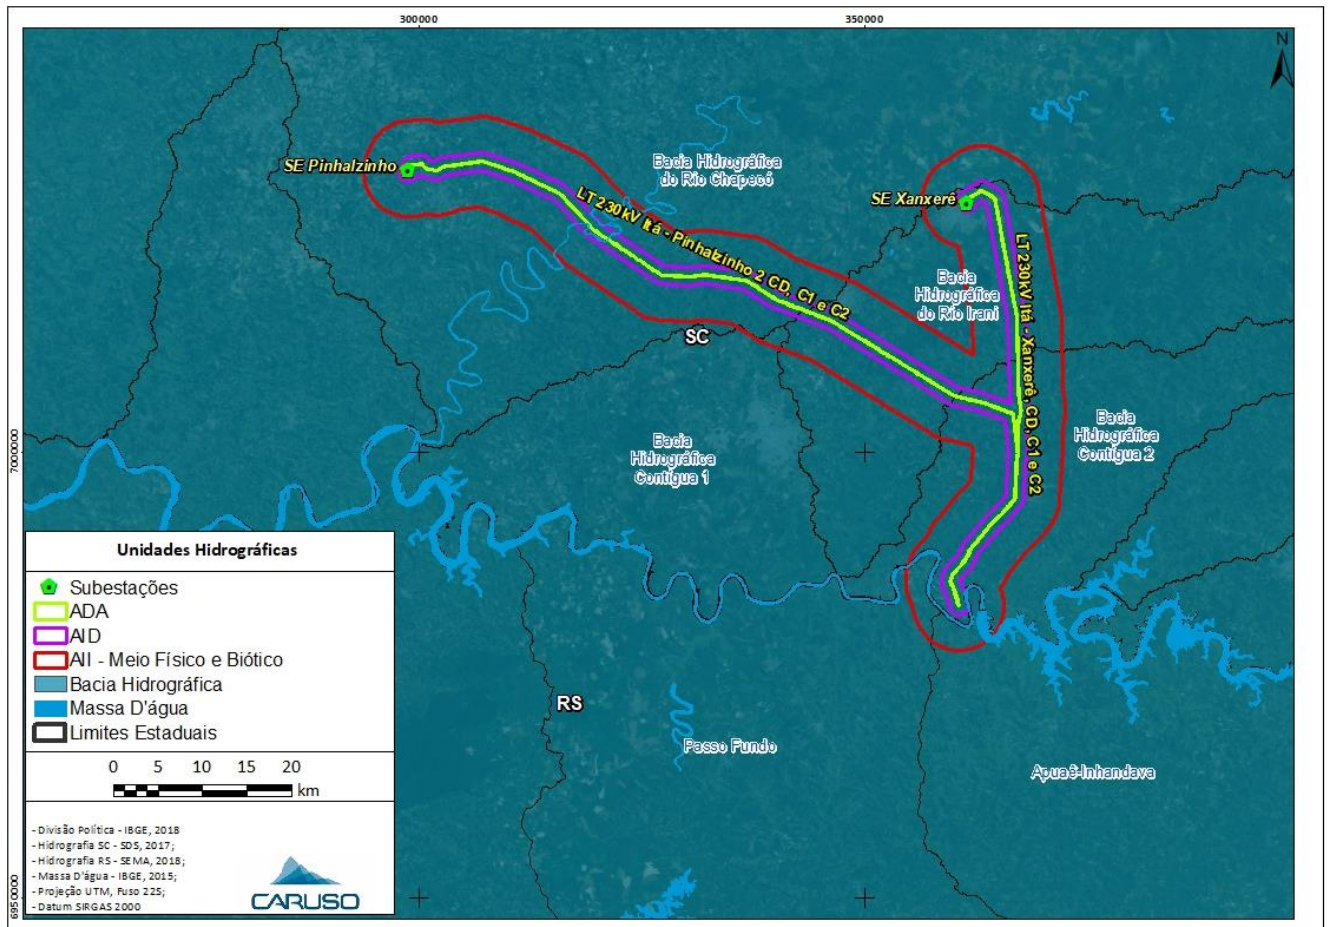 300000
350000
N
SE Pinhalzinho
Bacia Hidrográfica
do Rio Chapecó
SE Xanxerê
LT 230kV Itá - Pinhalzinho 2 CD, C1 e C2
LT 230kV Itá - Xanxerê, CD, C1 e C2
Bacia
Hidrográfica
do Rio Irani
SC
Bacia
Hidrográfica
Contígua 1
Bacia
Hidrográfica
Contígua 2
7000000
RS
Passo Fundo
Apuaê-Inhandava
Unidades Hidrográficas
Subestações
ADA
AID
AII - Meio Físico e Biótico
Bacia Hidrográfica
Massa D'água
Limites Estaduais
0 5 10 15 20
km
- Divisão Política - IBGE, 2018
- Hidrografia SC - SDS, 2017;
- Hidrografia RS - SEMA, 2018;
- Massa D'água - IBGE, 2015;
- Projeção UTM, Fuso 22S;
- Datum SIRGAS 2000
CARUSO
6950000